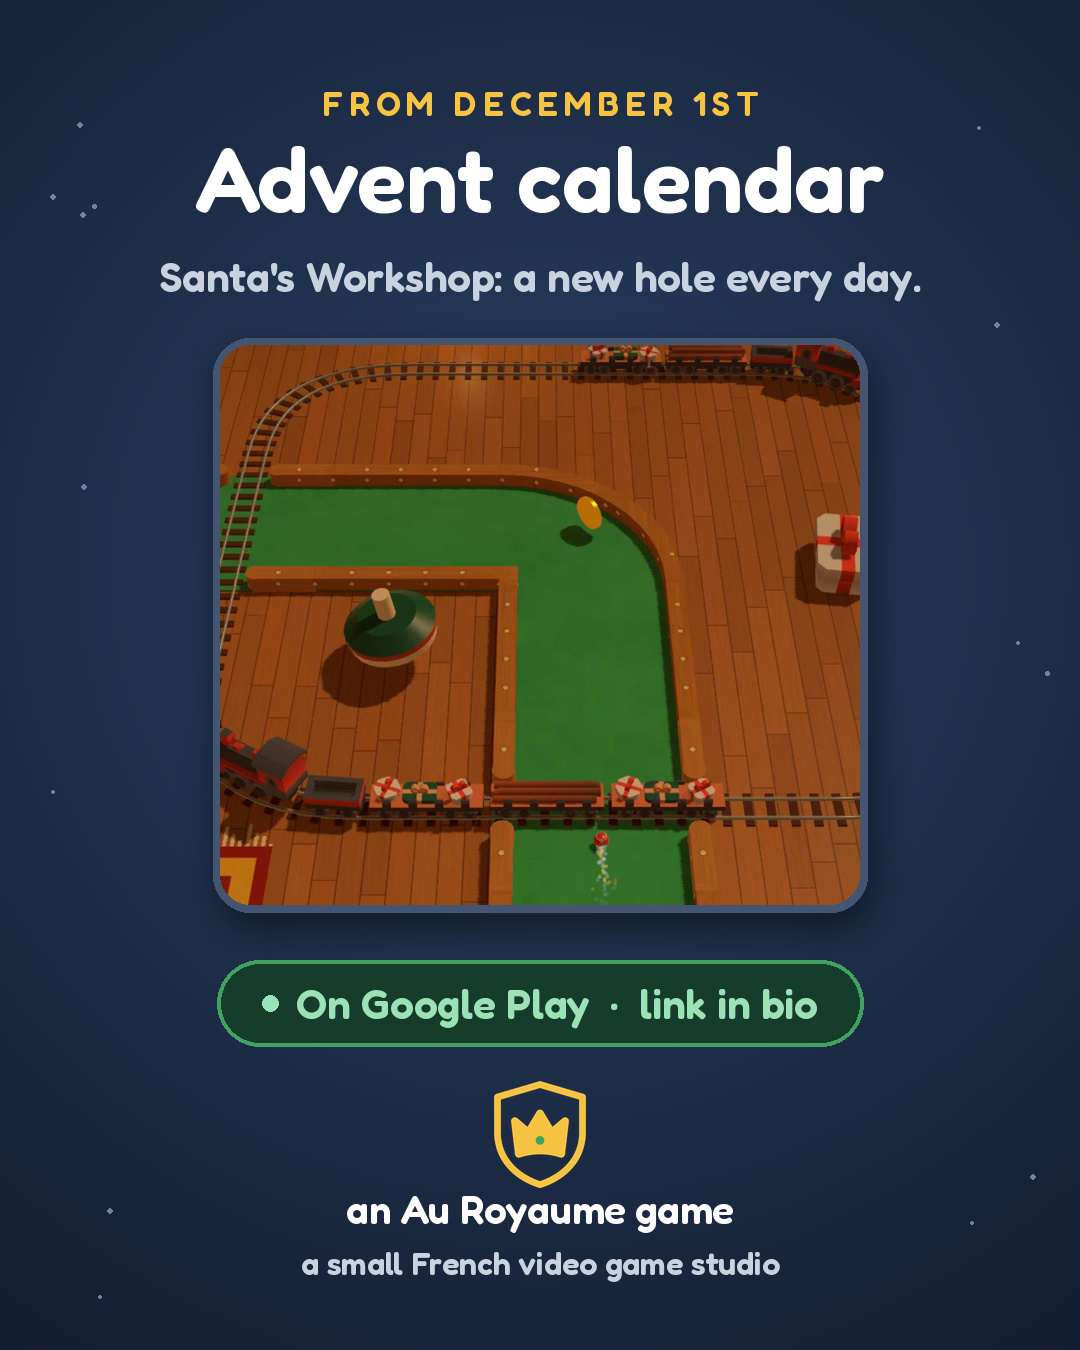 FROM DECEMBER 1ST
Advent calendar
Santa's Workshop: a new hole every day.
On Google Play · link in bio
an Au Royaume game
a small French video game studio